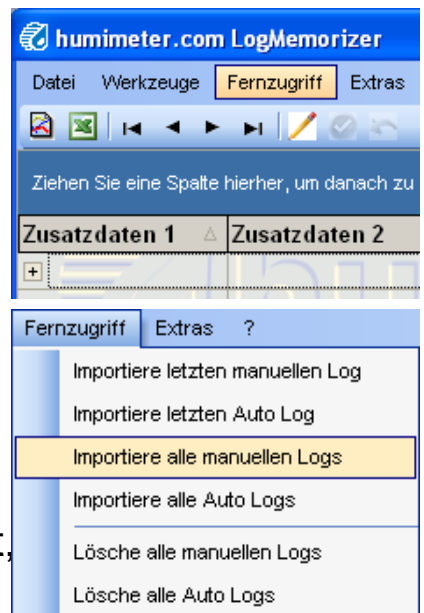 humimeter.com LogMemorizer
Datei Werkzeuge Fernzugriff Extras
Ziehen Sie eine Spalte hierher, um danach zu
Zusatzdaten 1 Zusatzdaten 2
Fernzugriff Extras ?
Importiere letzten manuellen Log
Importiere letzten Auto Log
Importiere alle manuellen Logs
Importiere alle Auto Logs
Lösche alle manuellen Logs
Lösche alle Auto Logs